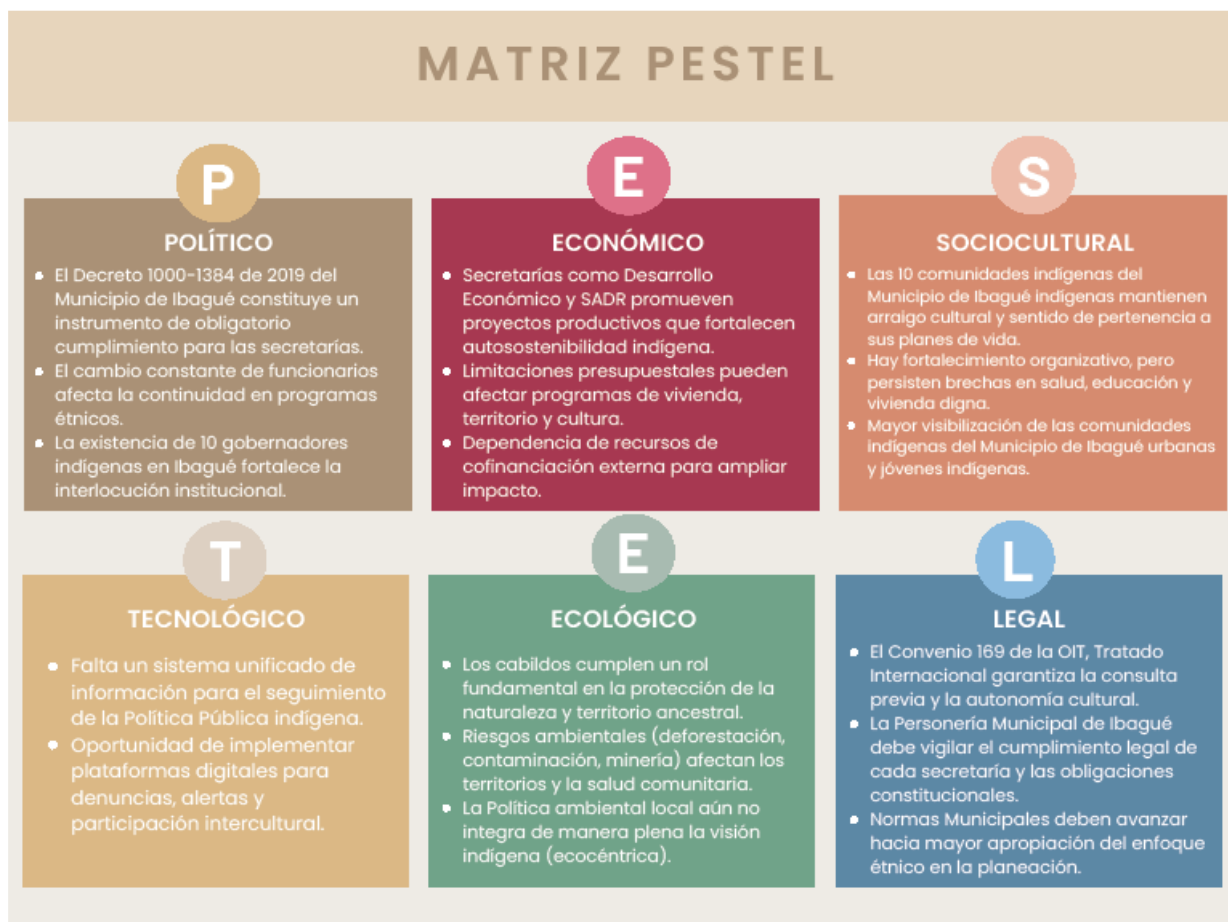 MATRIZ PESTEL
P
POLÍTICO
• El Decreto 1000-1384 de 2019 del
Municipio de Ibagué constituye un
instrumento de obligatorio
cumplimiento para las secretarías.
• El cambio constante de funcionarios
afecta la continuidad en programas
étnicos.
• La existencia de 10 gobernadores
indígenas en Ibagué fortalece la
interlocución institucional.
E
ECONÓMICO
• Secretarías como Desarrollo
Económico y SADR promueven
proyectos productivos que fortalecen
autosostenibilidad indígena.
• Limitaciones presupuestales pueden
afectar programas de vivienda,
territorio y cultura.
• Dependencia de recursos de
cofinanciación externa para ampliar
impacto.
S
SOCIOCULTURAL
• Las 10 comunidades indígenas del
Municipio de Ibagué indígenas mantienen
arraigo cultural y sentido de pertenencia a
sus planes de vida.
• Hay fortalecimiento organizativo, pero
persisten brechas en salud, educación y
vivienda digna.
• Mayor visibilización de las comunidades
indígenas del Municipio de Ibagué urbanas
y jóvenes indígenas.
T
TECNOLÓGICO
• Falta un sistema unificado de
información para el seguimiento
de la Política Pública indígena.
• Oportunidad de implementar
plataformas digitales para
denuncias, alertas y
participación intercultural.
E
ECOLÓGICO
• Los cabildos cumplen un rol
fundamental en la protección de la
naturaleza y territorio ancestral.
• Riesgos ambientales (deforestación,
contaminación, minería) afectan los
territorios y la salud comunitaria.
• La Política ambiental local aún no
integra de manera plena la visión
indígena (ecocéntrica).
L
LEGAL
• El Convenio 169 de la OIT, Tratado
Internacional garantiza la consulta
previa y la autonomía cultural.
• La Personería Municipal de Ibagué
debe vigilar el cumplimiento legal de
cada secretaría y las obligaciones
constitucionales.
• Normas Municipales deben avanzar
hacia mayor apropiación del enfoque
étnico en la planeación.